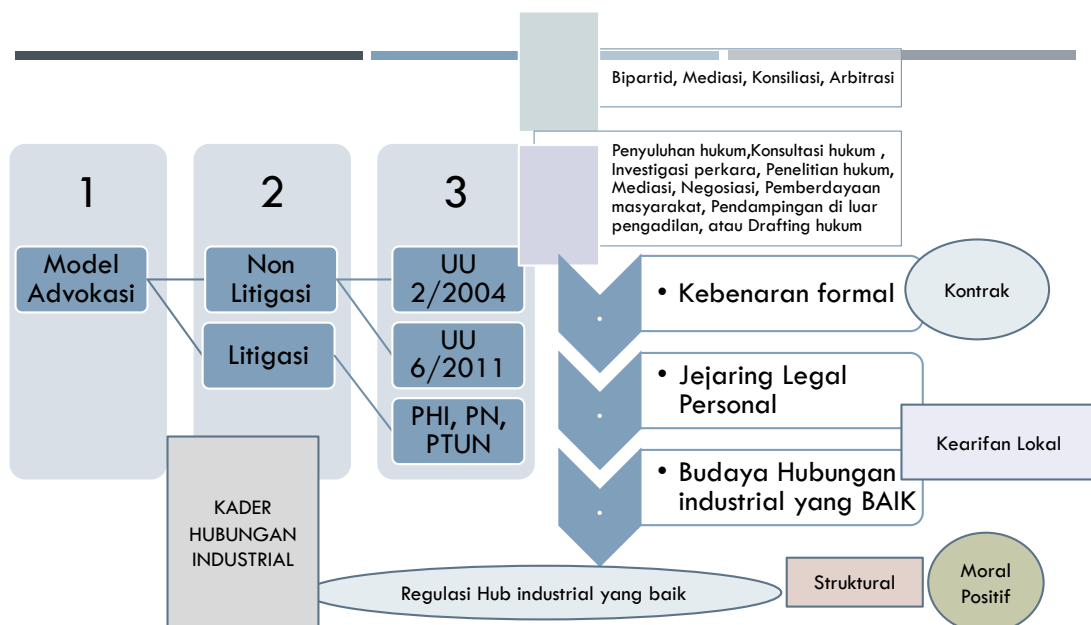 Bipartid, Mediasi, Konsiliasi, Arbitrasi
Penyuluhan hukum,Konsultasi hukum ,
Investigasi perkara, Penelitian hukum,
Mediasi, Negosiasi, Pemberdayaan
masyarakat, Pendampingan di luar
pengadilan, atau Drafting hukum
1
2
3
Model
Advokasi
Non
Litigasi
Litigasi
UU
2/2004
UU
6/2011
PHI, PN,
PTUN
• Kebenaran formal
Kontrak
• Jejaring Legal
Personal
Kearifan Lokal
• Budaya Hubungan
industrial yang BAIK
KADER
HUBUNGAN
INDUSTRIAL
Regulasi Hub industrial yang baik
Struktural
Moral
Positif